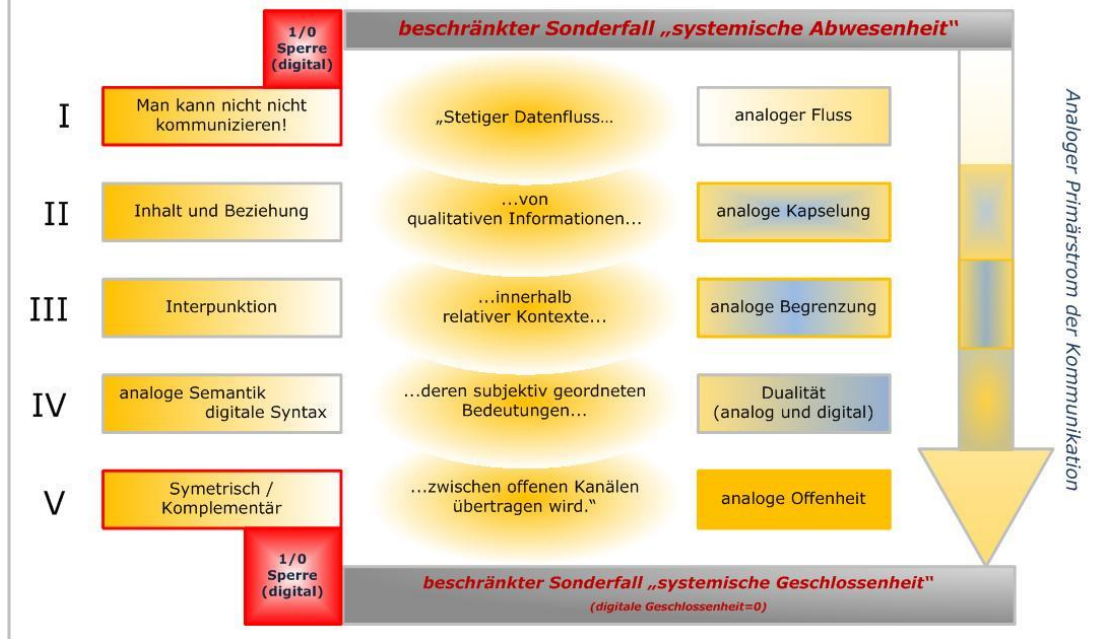 1/0
Sperre
(digital)
beschränkter Sonderfall „systemische Abwesenheit“
I
Man kann nicht nicht
kommunizieren!
„Stetiger Datenfluss...
analoger Fluss
II
Inhalt und Beziehung
...von
qualitativen Informationen...
analoge Kapselung
III
Interpunktion
...innerhalb
relativer Kontexte...
analoge Begrenzung
IV
analoge Semantik
digitale Syntax
...deren subjektiv geordneten
Bedeutungen...
Dualität
(analog und digital)
V
Symetrisch /
Komplementär
...zwischen offenen Kanälen
übertragen wird.“
analoge Offenheit
Analoger Primärstrom der Kommunikation
1/0
Sperre
(digital)
beschränkter Sonderfall „systemische Geschlossenheit“
(digitale Geschlossenheit=0)